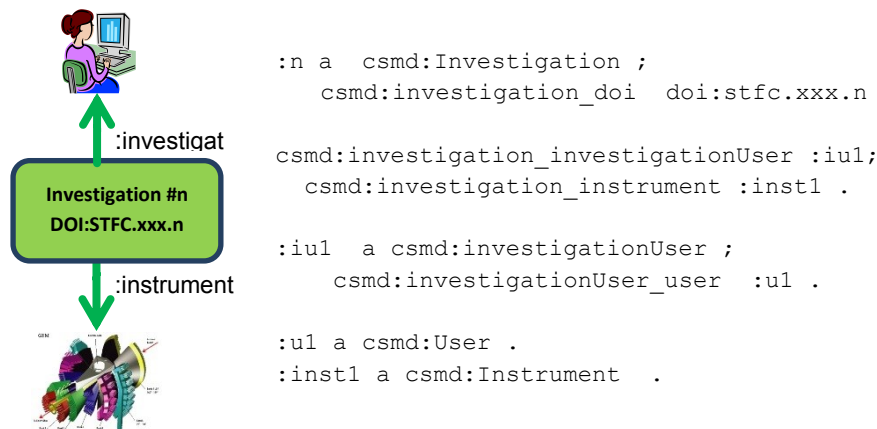 :investigat
Investigation #n
DOI:STFC.xxx.n
:instrument
:n a csmd:Investigation ;
csmd:investigation_doi doi:stfc.xxx.n
csmd:investigation_investigationUser :iu1;
csmd:investigation_instrument :inst1 .
:iu1 a csmd:investigationUser ;
csmd:investigationUser_user :u1 .
:u1 a csmd:User .
:inst1 a csmd:Instrument .